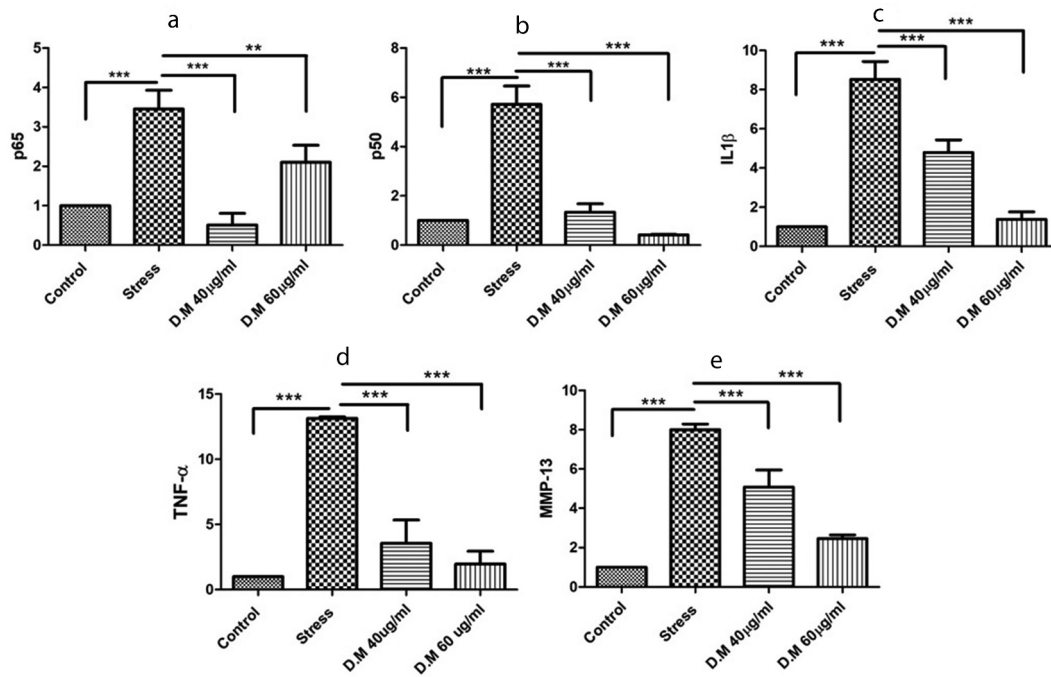 a
**
***
***
p65
5
4
3
2
1
0
Control
Stress
D.M 40μg/ml
D.M 60μg/ml
b
***
***
***
p50
8
6
4
2
0
Control
Stress
D.M 40μg/ml
D.M 60μg/ml
c
***
***
***
IL1β
10
8
6
4
2
0
Control
Stress
D.M 40μg/ml
D.M 60μg/ml
d
***
***
***
TNF-α
15
10
5
0
Control
Stress
D.M 40ug/ml
D.M 60 ug/ml
e
***
***
***
MMP-13
10
8
6
4
2
0
Control
Stress
D.M 40μg/ml
D.M 60μg/ml